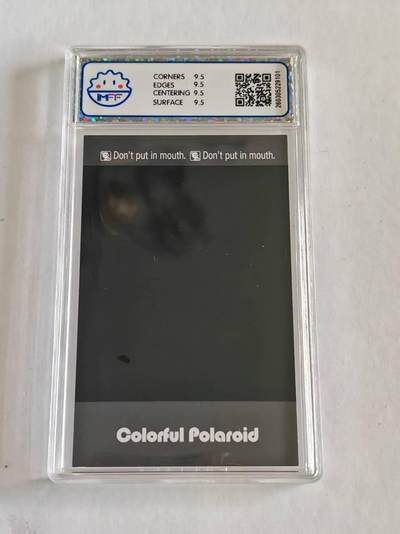 CORNERS 9.5
EDGES 9.5
CENTERING 9.5
SURFACE 9.5
Don't put in mouth. Don't put in mouth.
Colorful Polaroid